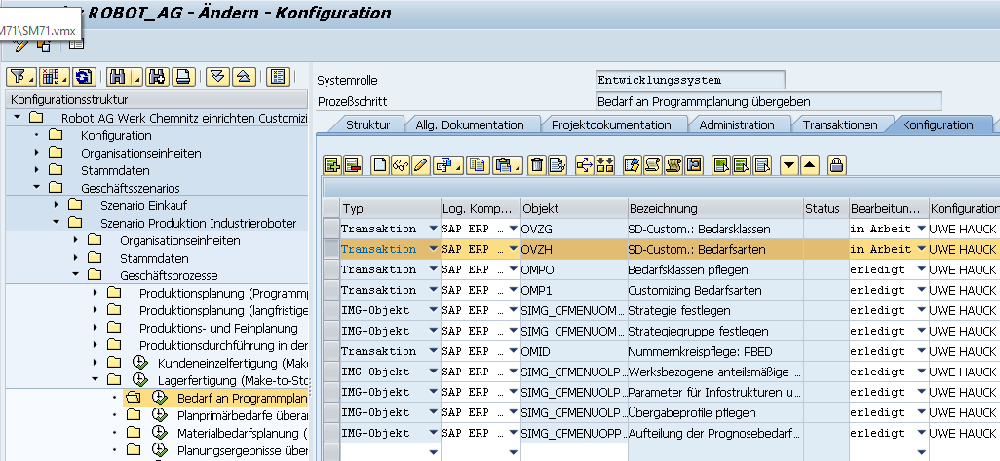 ROBOT_AG - Ändern - Konfiguration
M71\SM71.vmx
Systemrolle Entwicklungssystem
Prozeßschritt Bedarf an Programmplanung übergeben
Struktur Allg. Dokumentation Projektdokumentation Administration Transaktionen Konfiguration
Konfigurationsstruktur
Robot AG Werk Chemnitz einrichten Customizi
Konfiguration
Organisationseinheiten
Stammdaten
Geschäftsszenarios
Szenario Einkauf
Szenario Produktion Industrieroboter
Organisationseinheiten
Stammdaten
Geschäftsprozesse
Produktionsplanung (Programmp
Produktionsplanung (langfristige
Produktions- und Feinplanung
Produktionsdurchführung in der
Kundeneinzelfertigung (Make
Lagerfertigung (Make-to-Sto
Bedarf an Programmplan
Planprimärbedarfe übera
Materialbedarfsplanung (
Planungsergebnisse über
Typ Log. Kompo... Objekt Bezeichnung Status Bearbeitun... Konfiguration
Transaktion SAP ERP ... OVZG SD-Custom.: Bedarsklassen in Arbeit UWE HAUCK
Transaktion SAP ERP ... OVZH SD-Custom.: Bedarfsarten in Arbeit UWE HAUCK
Transaktion SAP ERP ... OMPO Bedarfsklassen pflegen erledigt UWE HAUCK
Transaktion SAP ERP ... OMP1 Customizing Bedarfsarten erledigt UWE HAUCK
IMG-Objekt SAP ERP ... SIMG_CFMENUOM... Strategie festlegen erledigt UWE HAUCK
IMG-Objekt SAP ERP ... SIMG_CFMENUOM... Strategiegruppe festlegen erledigt UWE HAUCK
Transaktion SAP ERP ... OMID Nummernkreispflege: PBED erledigt UWE HAUCK
IMG-Objekt SAP ERP ... SIMG_CFMENUOLP... Werksbezogene anteilsmäßige ... erledigt UWE HAUCK
IMG-Objekt SAP ERP ... SIMG_CFMENUOLP... Parameter für Infostrukturen u... erledigt UWE HAUCK
IMG-Objekt SAP ERP ... SIMG_CFMENUOLP... Übergabeprofile pflegen erledigt UWE HAUCK
IMG-Objekt SAP ERP ... SIMG_CFMENUOPP... Aufteilung der Prognosebedarf... erledigt UWE HAUCK